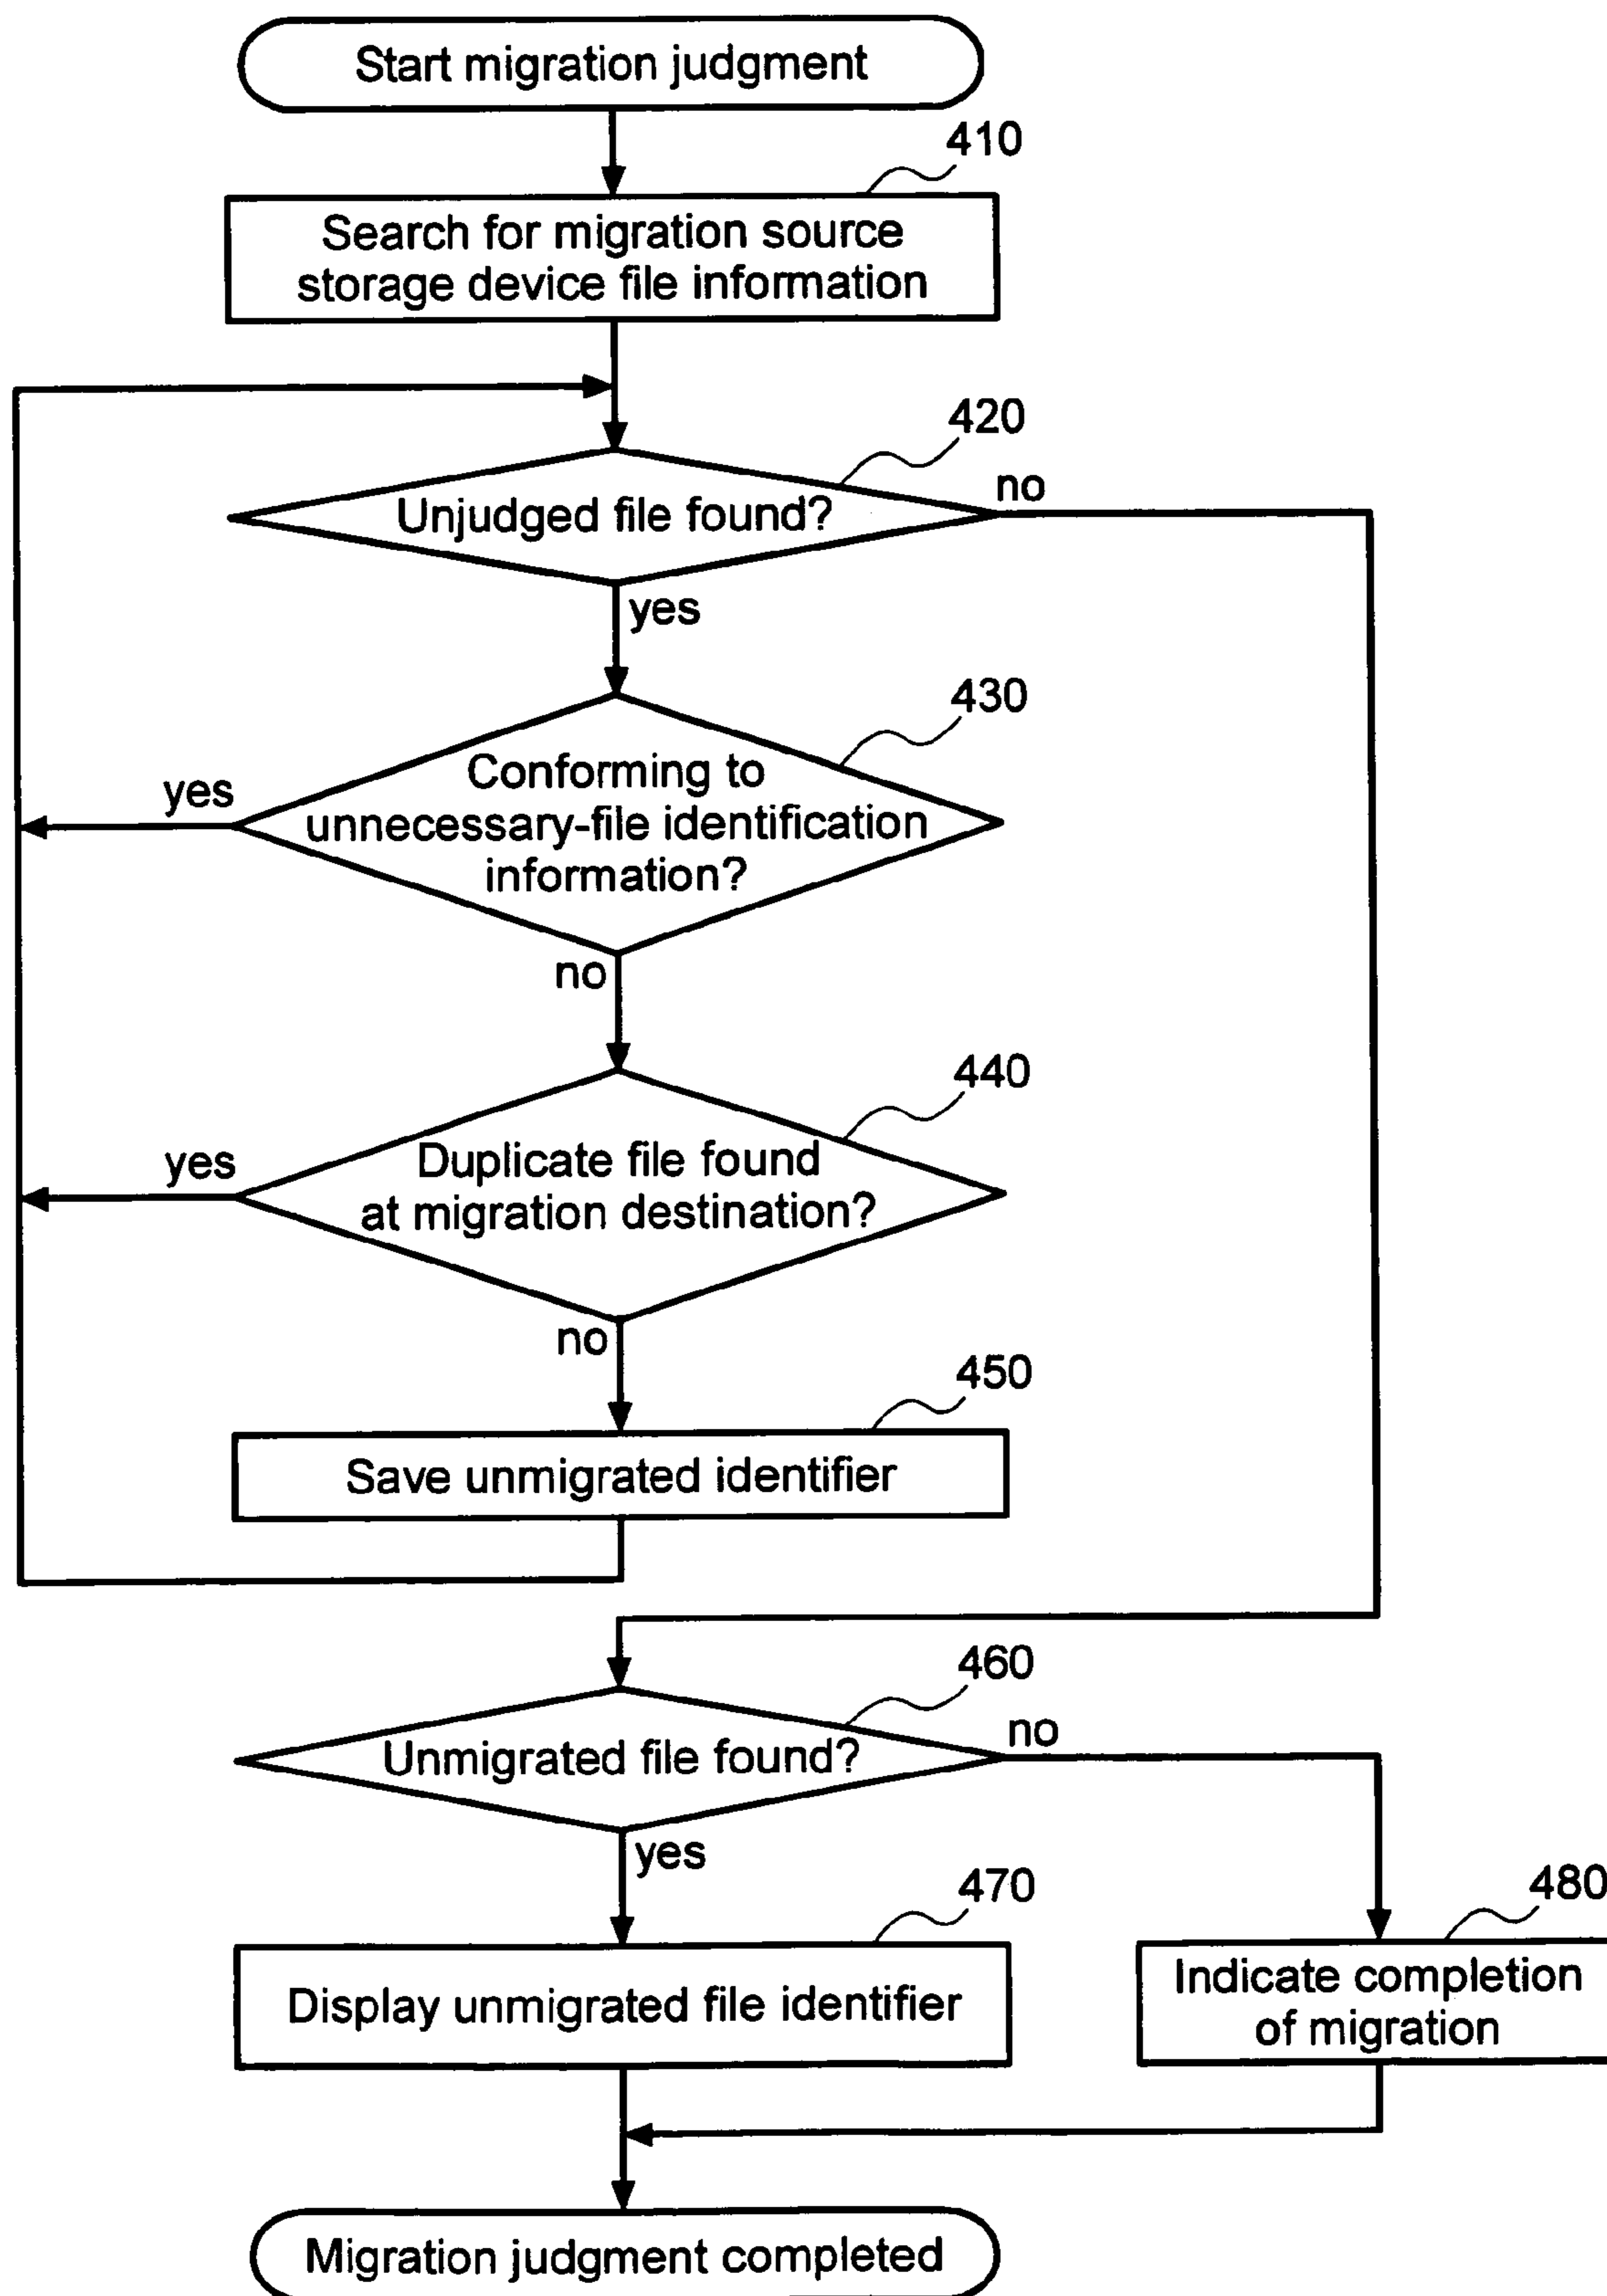 Start migration judgment
410
Search for migration source
storage device file information
420
Unjudged file found?
no
yes
430
Conforming to
unnecessary-file identification
information?
yes
no
440
Duplicate file found
at migration destination?
yes
no
450
Save unmigrated identifier
460
Unmigrated file found?
no
yes
470
Display unmigrated file identifier
480
Indicate completion
of migration
Migration judgment completed